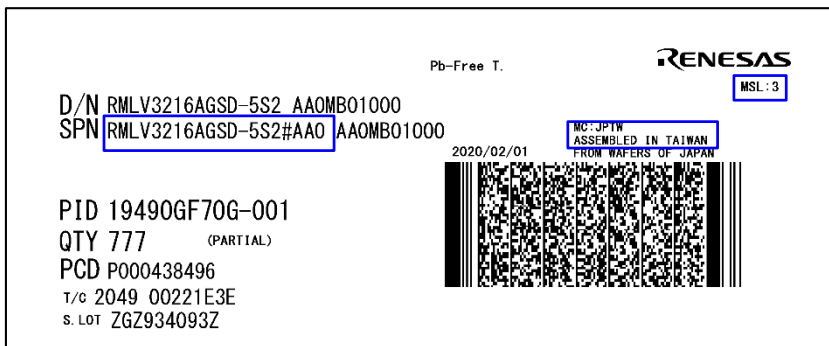 Pb-Free T.
RENESAS
MSL:3
D/N RMLV3216AGSD-5S2 AA0MB01000
SPN RMLV3216AGSD-5S2#AA0 AA0MB01000
MC:JPTW
ASSEMBLED IN TAIWAN
2020/02/01 FROM WAFERS OF JAPAN
PID 19490GF70G-001
QTY 777 (PARTIAL)
PCD P000438496
T/C 2049 00221E3E
S.LOT ZGZ934093Z